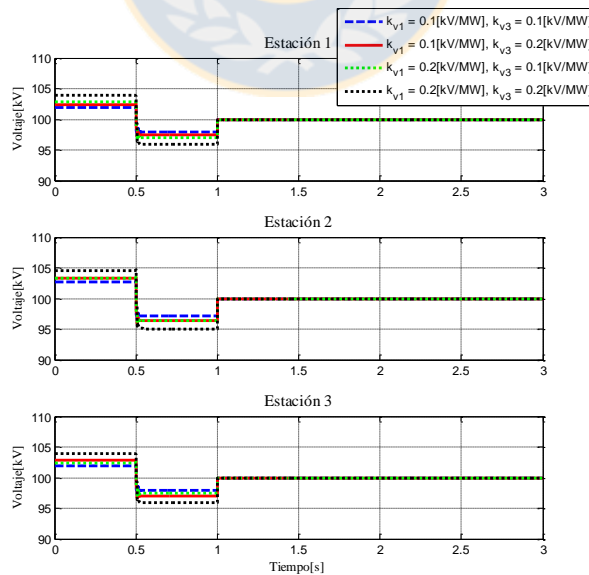 k_v1 = 0.1[kV/MW], k_v3 = 0.1[kV/MW]
k_v1 = 0.1[kV/MW], k_v3 = 0.2[kV/MW]
k_v1 = 0.2[kV/MW], k_v3 = 0.1[kV/MW]
k_v1 = 0.2[kV/MW], k_v3 = 0.2[kV/MW]
Estación 1
Voltaje[kV]
110
105
100
95
90
0 0.5 1 1.5 2 2.5 3
Estación 2
Voltaje[kV]
110
105
100
95
90
0 0.5 1 1.5 2 2.5 3
Estación 3
Voltaje[kV]
110
105
100
95
90
0 0.5 1 1.5 2 2.5 3
Tiempo[s]